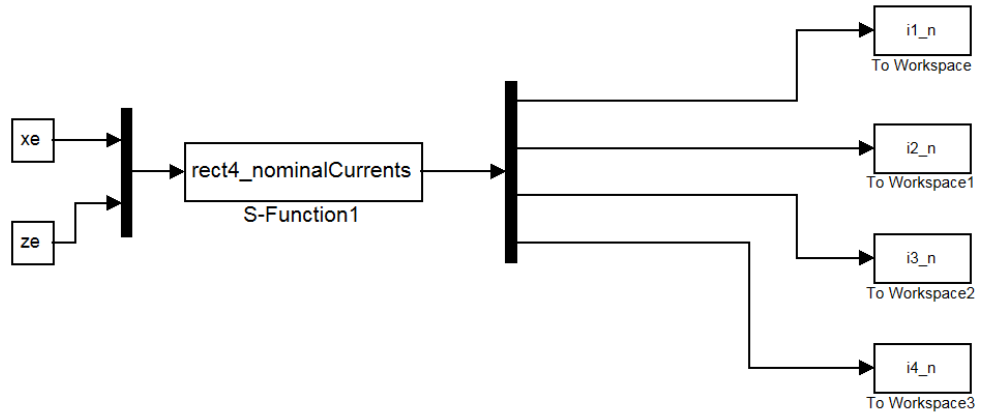 i1_n
To Workspace
xe
rect4_nominalCurrents
S-Function1
i2_n
To Workspace1
ze
i3_n
To Workspace2
i4_n
To Workspace3